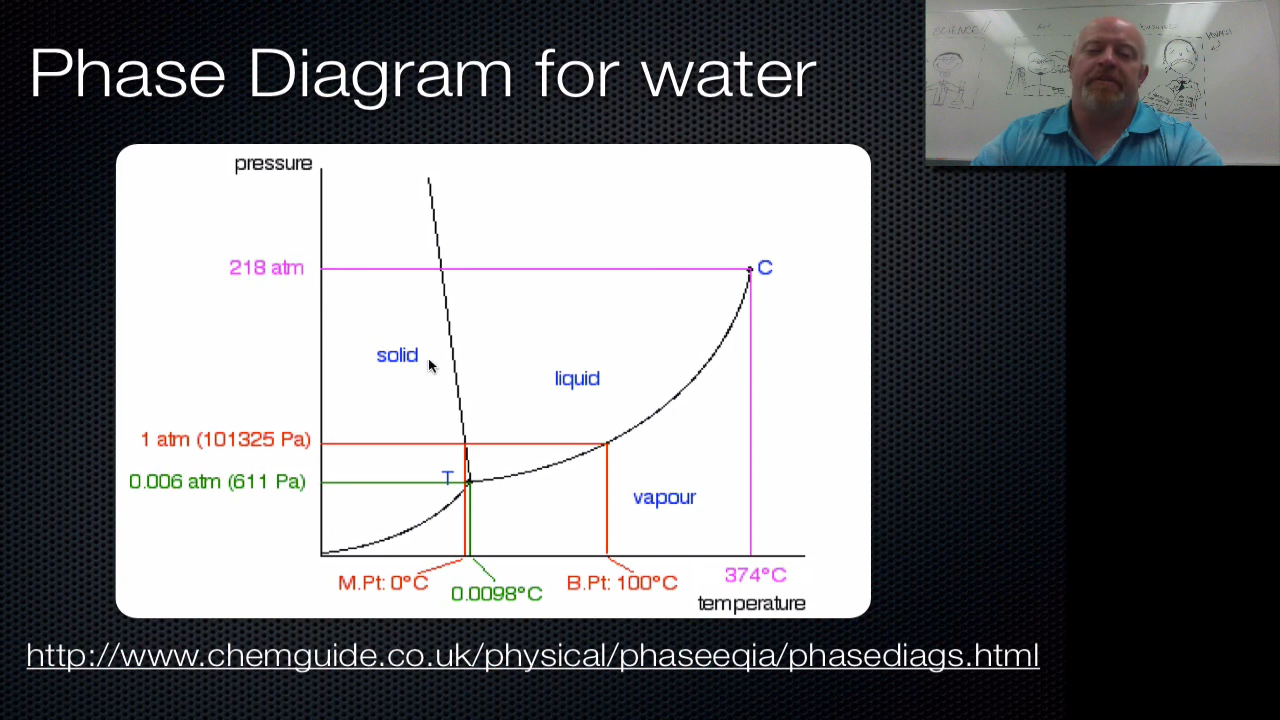 Phase Diagram for water
SCIENCE
pressure
218 atm
C
solid
liquid
1 atm (101325 Pa)
T
0.006 atm (611 Pa)
vapour
M.Pt: 0°C
0.0098°C
B.Pt: 100°C
374°C
temperature
http://www.chemguide.co.uk/physical/phaseeqia/phasediags.html